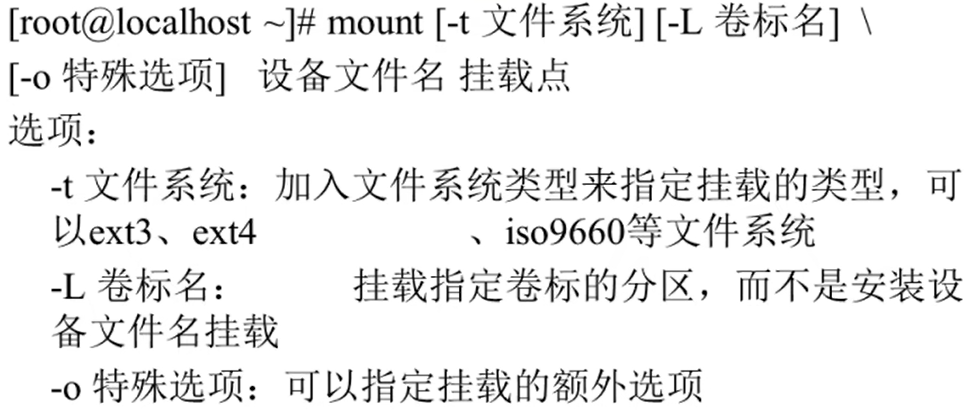 [root@localhost ~]# mount [-t 文件系统] [-L 卷标名] \
[-o 特殊选项] 设备文件名 挂载点
选项：
-t 文件系统：加入文件系统类型来指定挂载的类型，可
以ext3、ext4 、iso9660等文件系统
-L 卷标名： 挂载指定卷标的分区，而不是安装设
备文件名挂载
-o 特殊选项：可以指定挂载的额外选项